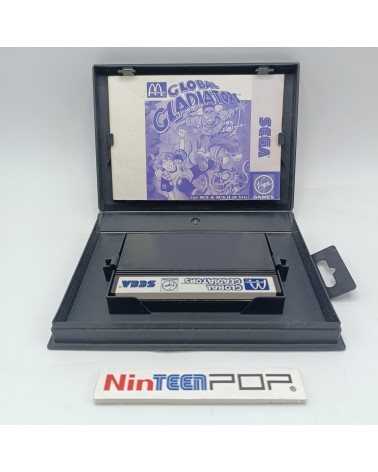 M
GLOBAL
GLADIATORS
SEGA
Virgin
GAMES
M
GLOBAL
GLADIATORS
SEGA
NinTEENPOP®